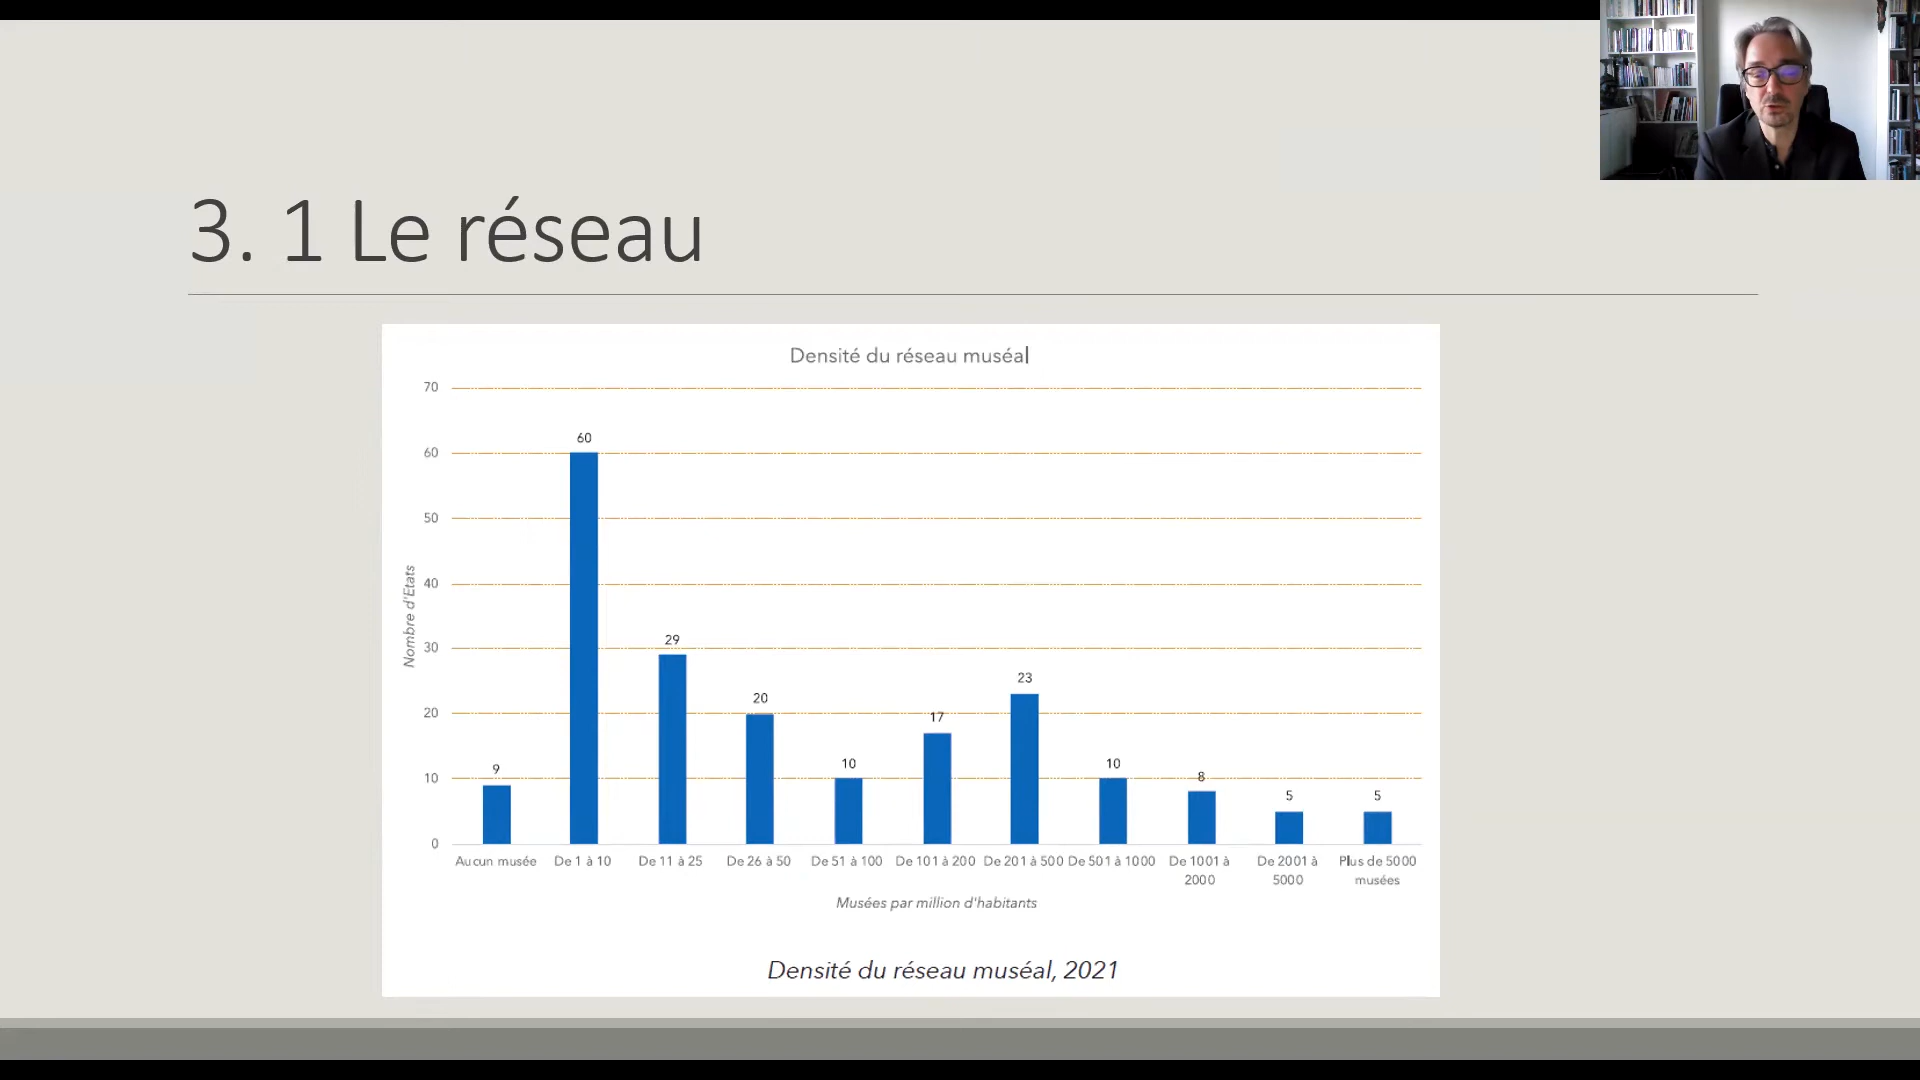 3. 1 Le réseau
Densité du réseau muséal
70
60
50
40
30
20
10
0
Nombre d'Etats
9
60
29
20
10
17
23
10
8
5
5
Aucun musée
De 1 à 10
De 11 à 25
De 26 à 50
De 51 à 100
De 101 à 200
De 201 à 500
De 501 à 1000
De 1001 à
2000
De 2001 à
5000
Plus de 5000
musées
Musées par million d'habitants
Densité du réseau muséal, 2021